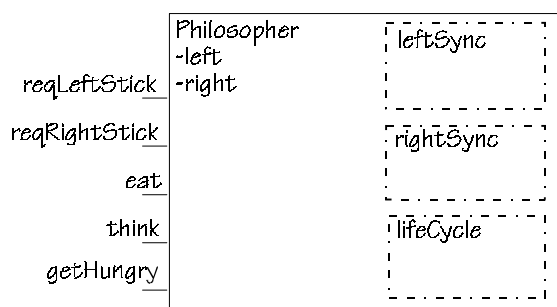 Philosopher
-left
-right
reqLeftStick
reqRightStick
eat
think
getHungry
leftSync
rightSync
lifeCycle